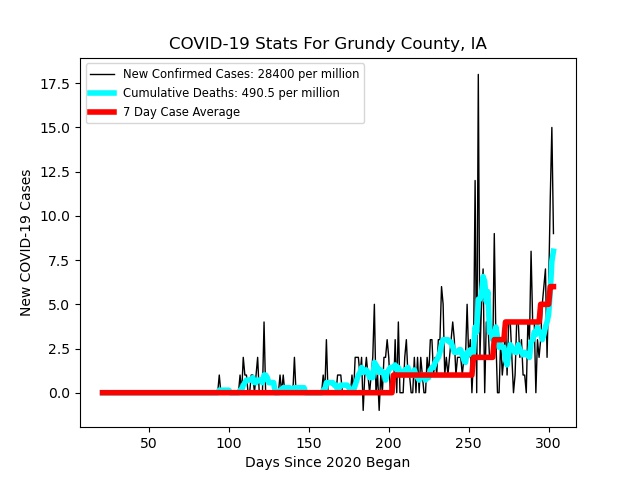 COVID-19 Stats For Grundy County, IA
New Confirmed Cases: 28400 per million
Cumulative Deaths: 490.5 per million
7 Day Case Average
17.5
15.0
12.5
10.0
7.5
5.0
2.5
0.0
New COVID-19 Cases
50 100 150 200 250 300
Days Since 2020 Began